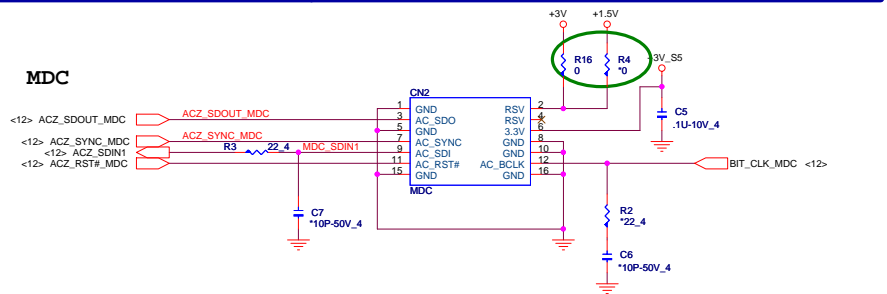 +3V +1.5V
R16 R4 +3V_S5
0 *0
MDC
CN2
1 GND RSV 2
<12> ACZ_SDOUT_MDC ACZ_SDOUT_MDC 3 AC_SDO RSV 4
C5
5 GND 3.3V 6
.1U-10V_4
<12> ACZ_SYNC_MDC ACZ_SYNC_MDC 7 AC_SYNC GND 8
<12> ACZ_SDIN1 R3 22_4 MDC_SDIN1 9 AC_SDI GND 10
<12> ACZ_RST#_MDC 11 AC_RST# AC_BCLK 12 BIT_CLK_MDC <12>
15 GND GND 16
MDC
C7 R2
*10P-50V_4 *22_4
C6
*10P-50V_4